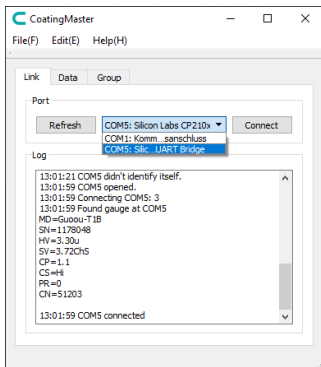 CoatingMaster
File(F) Edit(E) Help(H)
Link Data Group
Port
Refresh COM5: Silicon Labs CP210x Connect
COM1: Komm...sanschluss
COM5: Silic...UART Bridge
Log
13:01:21 COM5 didn't identify itself.
13:01:59 COM5 opened.
13:01:59 Connecting COM5: 3
13:01:59 Found gauge at COM5
MD=Guoou-T1B
SN=1178048
HV=3.30u
SV=3.72ChS
CP=1.1
CS=Hi
PR=0
CN=51203
13:01:59 COM5 connected